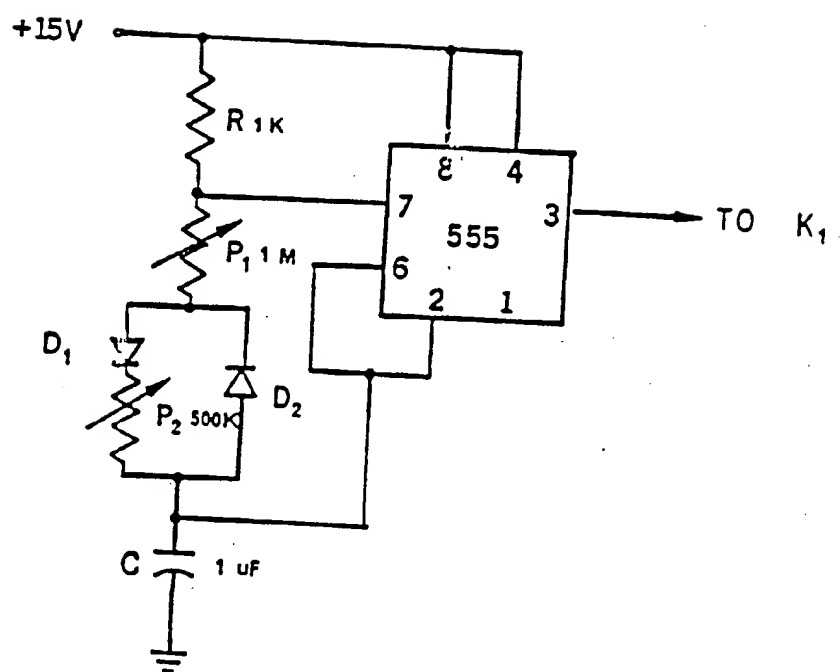 +15V
R 1K
8 4
7
3
TO K₁
555
P₁ 1 M
6
2 1
D₁
D₂
P₂ 500K
C 1 uF